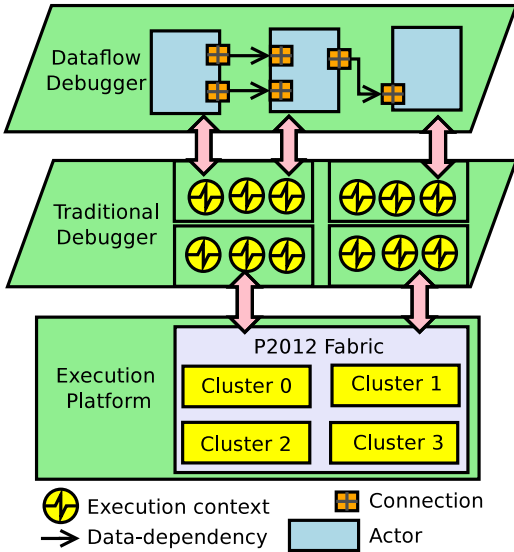 Dataflow
Debugger
Traditional
Debugger
P2012 Fabric
Execution
Platform
Cluster 0
Cluster 1
Cluster 2
Cluster 3
Execution context
Connection
Data-dependency
Actor